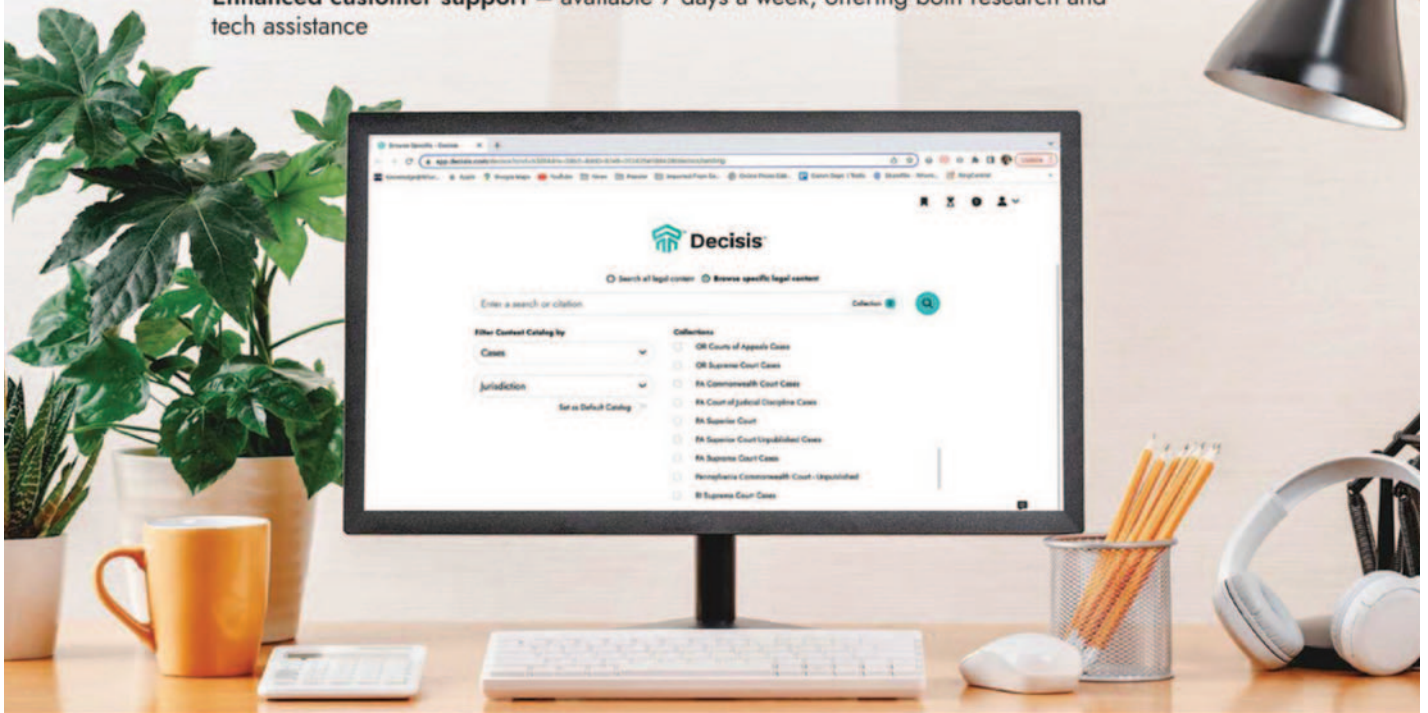 Enhanced customer support – available 7 days a week, offering both research and
tech assistance
Browse Specific - Decisis
Decisis
Search all legal content Browse specific legal content
Enter a search or citation
Collection
Filter Content Catalog by
Cases
Jurisdiction
Set as Default Catalog
Collections
OR Courts of Appeals Cases
OR Supreme Court Cases
PA Commonwealth Court Cases
PA Court of Judicial Discipline Cases
PA Superior Court
PA Superior Court Unpublished Cases
PA Supreme Court Cases
Pennsylvania Commonwealth Court - Unpublished
RI Supreme Court Cases